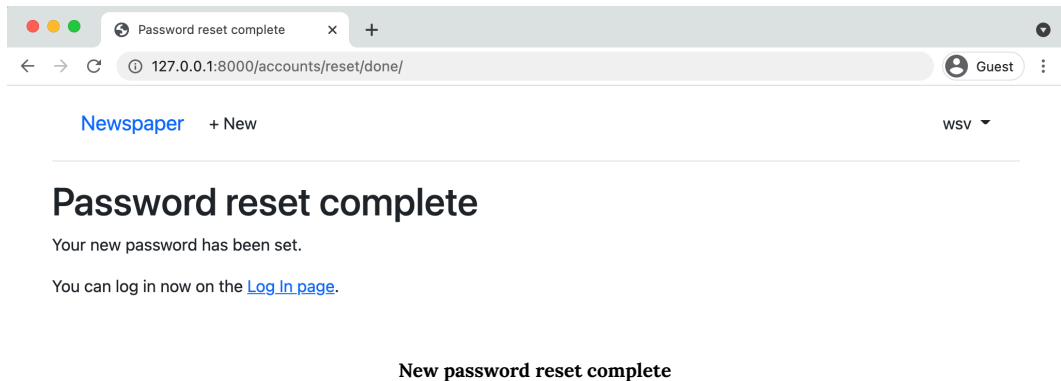 Password reset complete
127.0.0.1:8000/accounts/reset/done/
Guest
Newspaper + New wsv
Password reset complete
Your new password has been set.
You can log in now on the Log In page.
New password reset complete